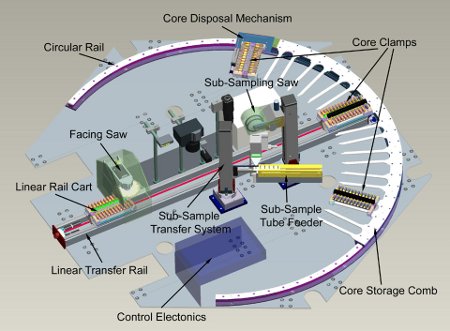 Core Disposal Mechanism
Circular Rail
Core Clamps
Sub-Sampling Saw
Facing Saw
Linear Rail Cart
Sub-Sample
Transfer System
Sub-Sample
Tube Feeder
Linear Transfer Rail
Core Storage Comb
Control Electonics